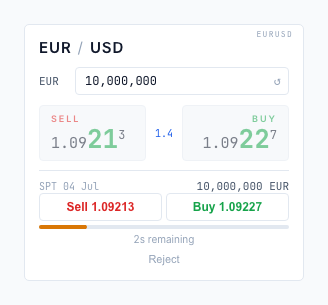 EURUSD
EUR / USD
EUR 10,000,000 ↺
SELL BUY
1.09213 1.4 1.09227
SPT 04 Jul 10,000,000 EUR
Sell 1.09213 Buy 1.09227
2s remaining
Reject